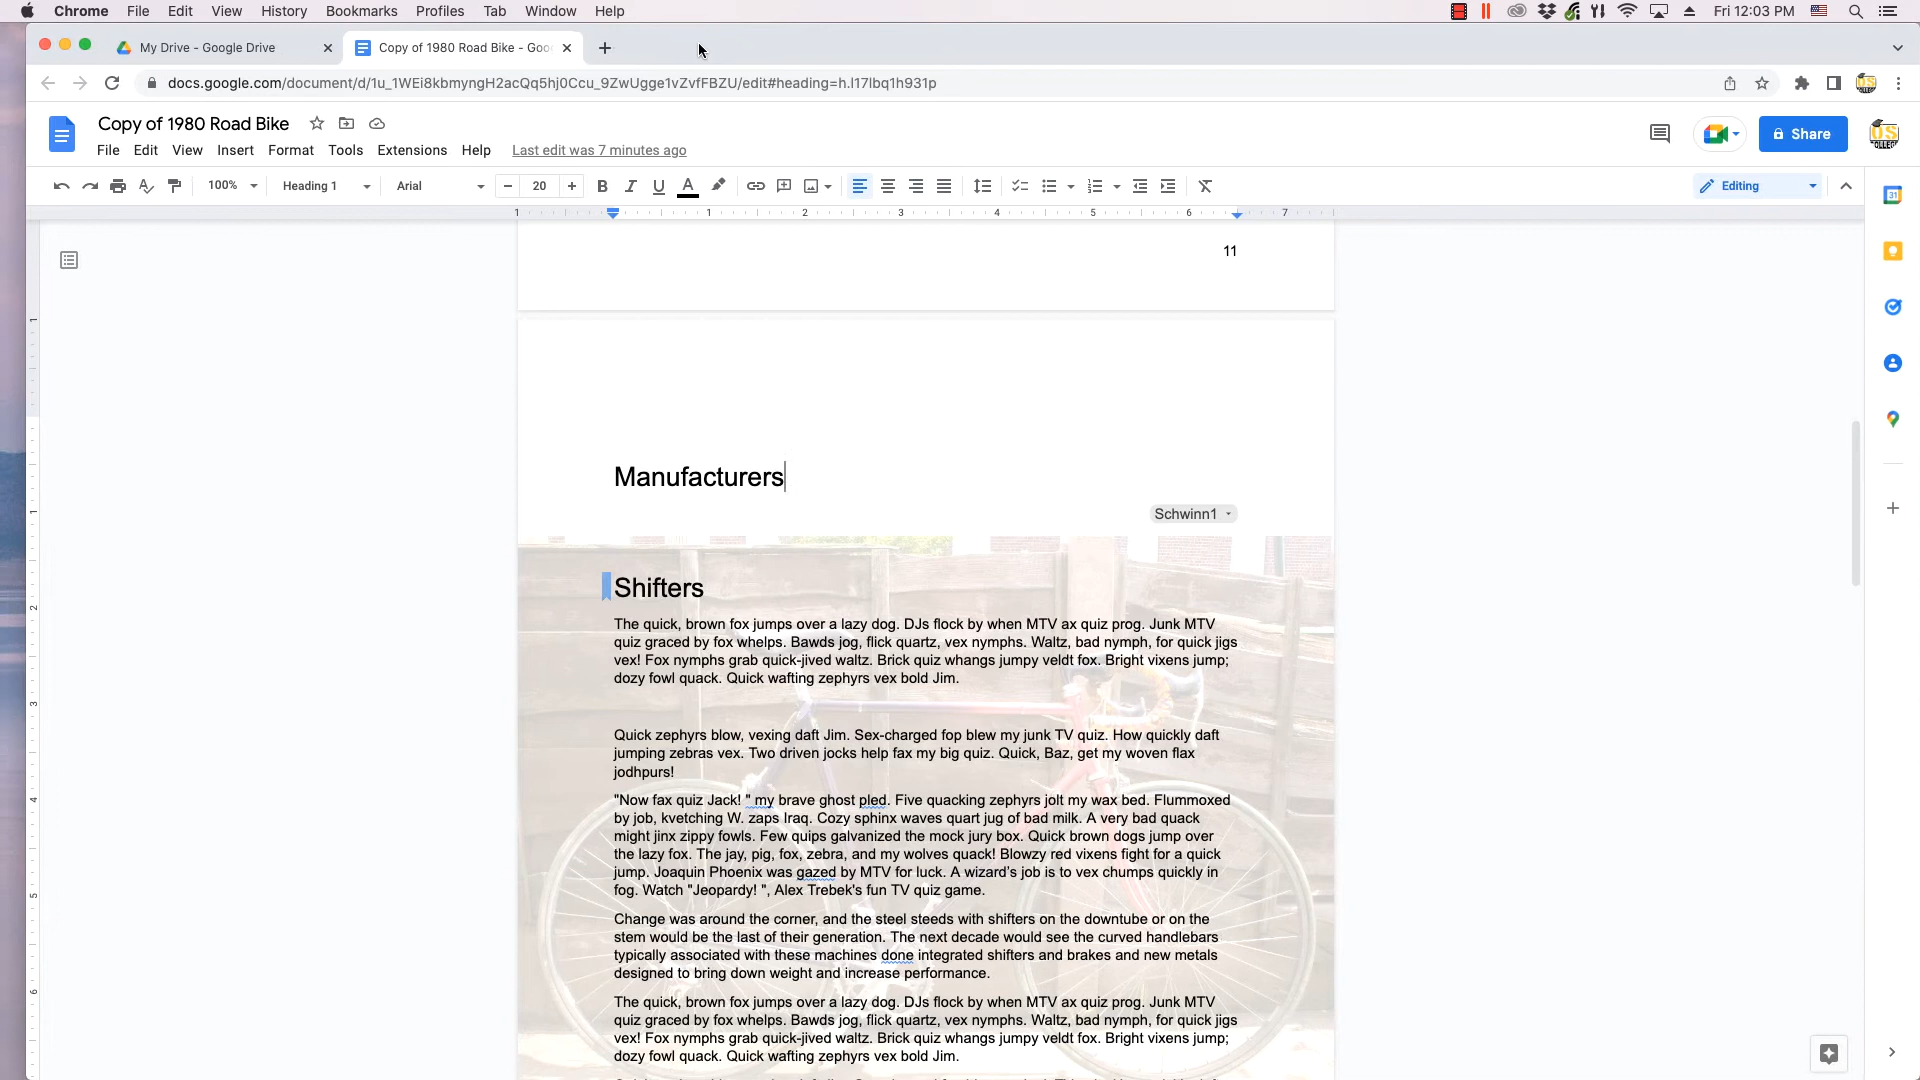 Chrome File Edit View History Bookmarks Profiles Tab Window Help Fri 12:03 PM
My Drive - Google Drive Copy of 1980 Road Bike - Goo
docs.google.com/document/d/1u_1WEi8kbmyngH2acQq5hj0Ccu_9ZwUgge1vZvfFBZU/edit#heading=h.l17lbq1h931p
Copy of 1980 Road Bike
Share
File Edit View Insert Format Tools Extensions Help Last edit was 7 minutes ago
100% Heading 1 Arial 20 Editing
1 1 2 3 4 5 6 7
11
Manufacturers
Schwinn1
Shifters
The quick, brown fox jumps over a lazy dog. DJs flock by when MTV ax quiz prog. Junk MTV
quiz graced by fox whelps. Bawds jog, flick quartz, vex nymphs. Waltz, bad nymph, for quick jigs
vex! Fox nymphs grab quick-jived waltz. Brick quiz whangs jumpy veldt fox. Bright vixens jump;
dozy fowl quack. Quick wafting zephyrs vex bold Jim.
Quick zephyrs blow, vexing daft Jim. Sex-charged fop blew my junk TV quiz. How quickly daft
jumping zebras vex. Two driven jocks help fax my big quiz. Quick, Baz, get my woven flax
jodhpurs!
"Now fax quiz Jack! " my brave ghost pled. Five quacking zephyrs jolt my wax bed. Flummoxed
by job, kvetching W. zaps Iraq. Cozy sphinx waves quart jug of bad milk. A very bad quack
might jinx zippy fowls. Few quips galvanized the mock jury box. Quick brown dogs jump over
the lazy fox. The jay, pig, fox, zebra, and my wolves quack! Blowzy red vixens fight for a quick
jump. Joaquin Phoenix was gazed by MTV for luck. A wizard's job is to vex chumps quickly in
fog. Watch "Jeopardy! ", Alex Trebek's fun TV quiz game.
Change was around the corner, and the steel steeds with shifters on the downtube or on the
stem would be the last of their generation. The next decade would see the curved handlebars
typically associated with these machines done integrated shifters and brakes and new metals
designed to bring down weight and increase performance.
The quick, brown fox jumps over a lazy dog. DJs flock by when MTV ax quiz prog. Junk MTV
quiz graced by fox whelps. Bawds jog, flick quartz, vex nymphs. Waltz, bad nymph, for quick jigs
vex! Fox nymphs grab quick-jived waltz. Brick quiz whangs jumpy veldt fox. Bright vixens jump;
dozy fowl quack. Quick wafting zephyrs vex bold Jim.